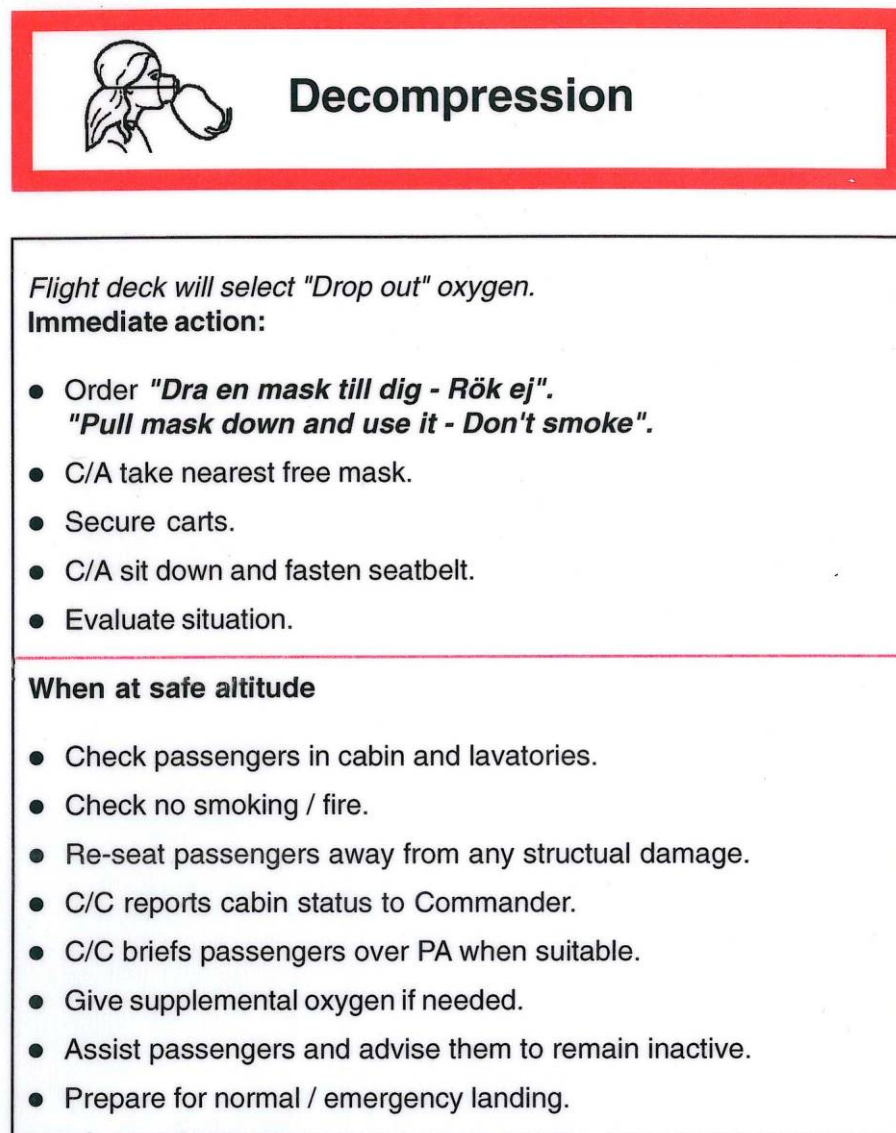 Decompression
Flight deck will select "Drop out" oxygen.
Immediate action:
● Order "Dra en mask till dig - Rök ej".
"Pull mask down and use it - Don't smoke".
● C/A take nearest free mask.
● Secure carts.
● C/A sit down and fasten seatbelt.
● Evaluate situation.
When at safe altitude
● Check passengers in cabin and lavatories.
● Check no smoking / fire.
● Re-seat passengers away from any structual damage.
● C/C reports cabin status to Commander.
● C/C briefs passengers over PA when suitable.
● Give supplemental oxygen if needed.
● Assist passengers and advise them to remain inactive.
● Prepare for normal / emergency landing.